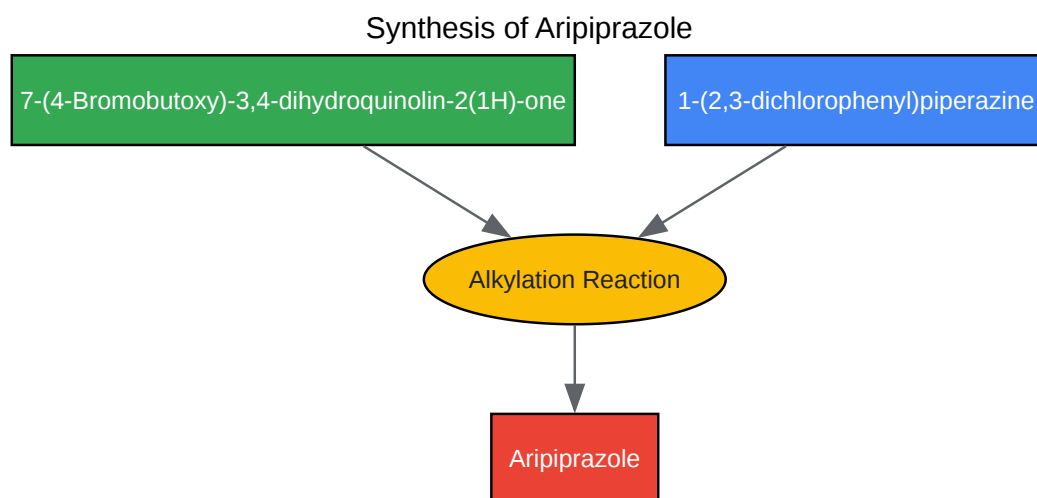 Synthesis of Aripiprazole
7-(4-Bromobutoxy)-3,4-dihydroquinolin-2(1H)-one
1-(2,3-dichlorophenyl)piperazine
Alkylation Reaction
Aripiprazole